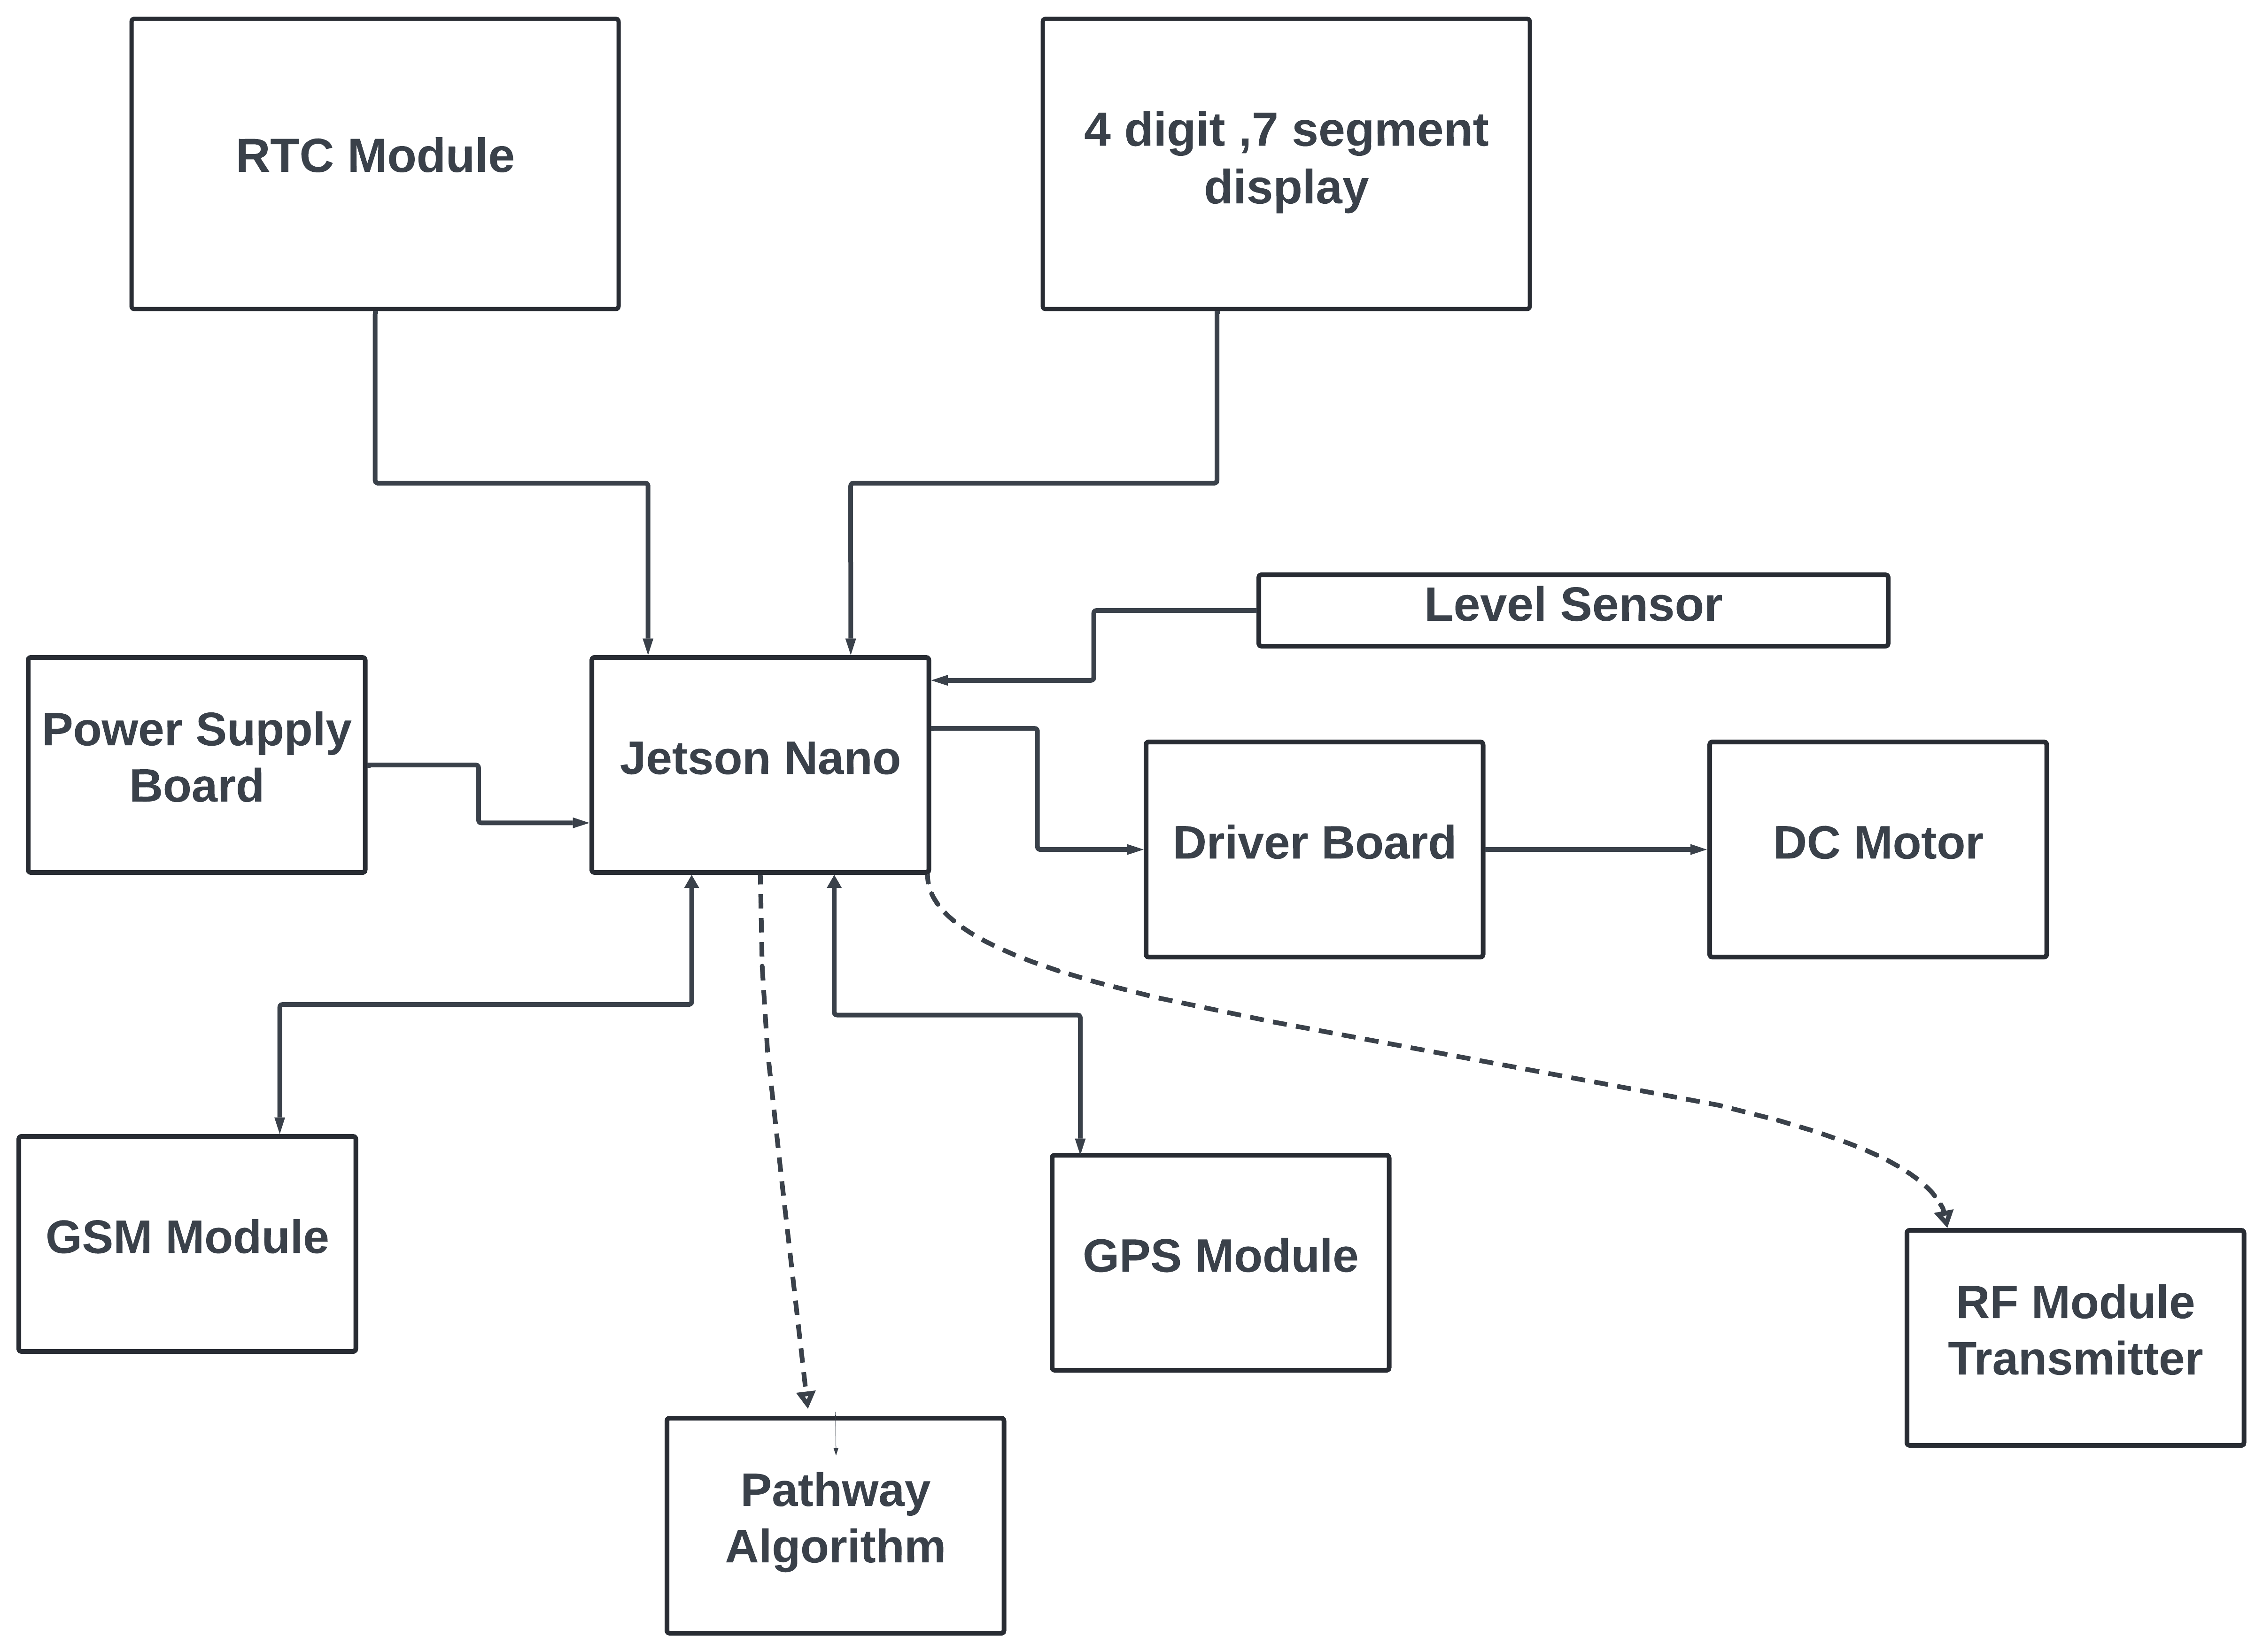 RTC Module
4 digit ,7 segment
display
Level Sensor
Power Supply
Board
Jetson Nano
Driver Board
DC Motor
GSM Module
GPS Module
RF Module
Transmitter
Pathway
Algorithm